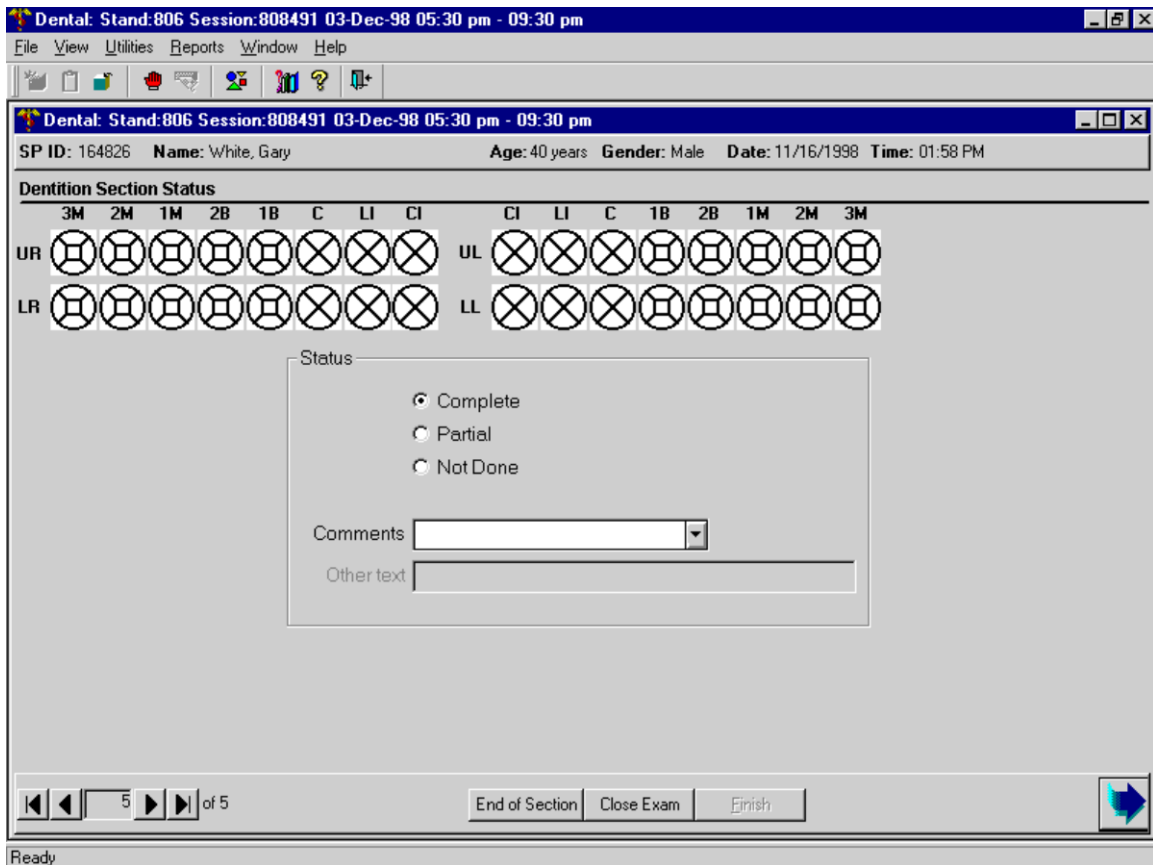 Dental: Stand:806 Session:808491 03-Dec-98 05:30 pm - 09:30 pm
File View Utilities Reports Window Help
Dental: Stand:806 Session:808491 03-Dec-98 05:30 pm - 09:30 pm
SP ID: 164826 Name: White, Gary Age: 40 years Gender: Male Date: 11/16/1998 Time: 01:58 PM
Dentition Section Status
3M 2M 1M 2B 1B C LI CI CI LI C 1B 2B 1M 2M 3M
UR UL
LR LL
Status
Complete
Partial
Not Done
Comments
Other text
5 of 5 End of Section Close Exam Finish
Ready